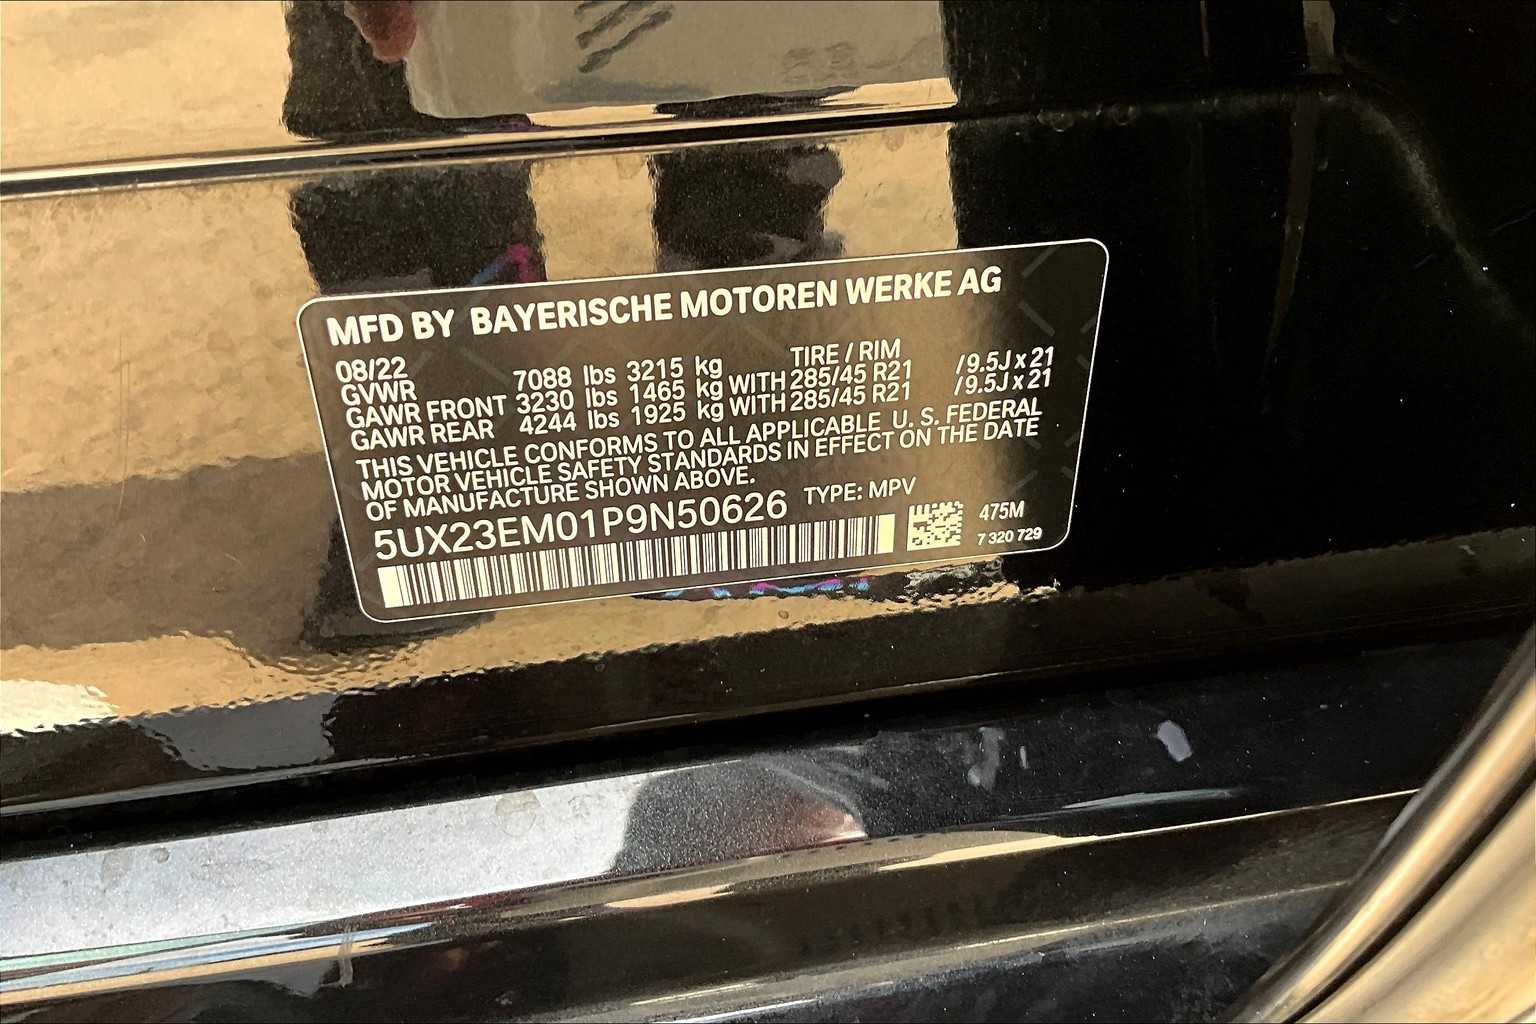 MFD BY BAYERISCHE MOTOREN WERKE AG
08/22 TIRE / RIM
GVWR 7088 lbs 3215 kg
GAWR FRONT 3230 lbs 1465 kg WITH 285/45 R21 /9.5J x 21
GAWR REAR 4244 lbs 1925 kg WITH 285/45 R21 /9.5J x 21
THIS VEHICLE CONFORMS TO ALL APPLICABLE U. S. FEDERAL
MOTOR VEHICLE SAFETY STANDARDS IN EFFECT ON THE DATE
OF MANUFACTURE SHOWN ABOVE.
5UX23EM01P9N50626 TYPE: MPV
475M
7 320 729